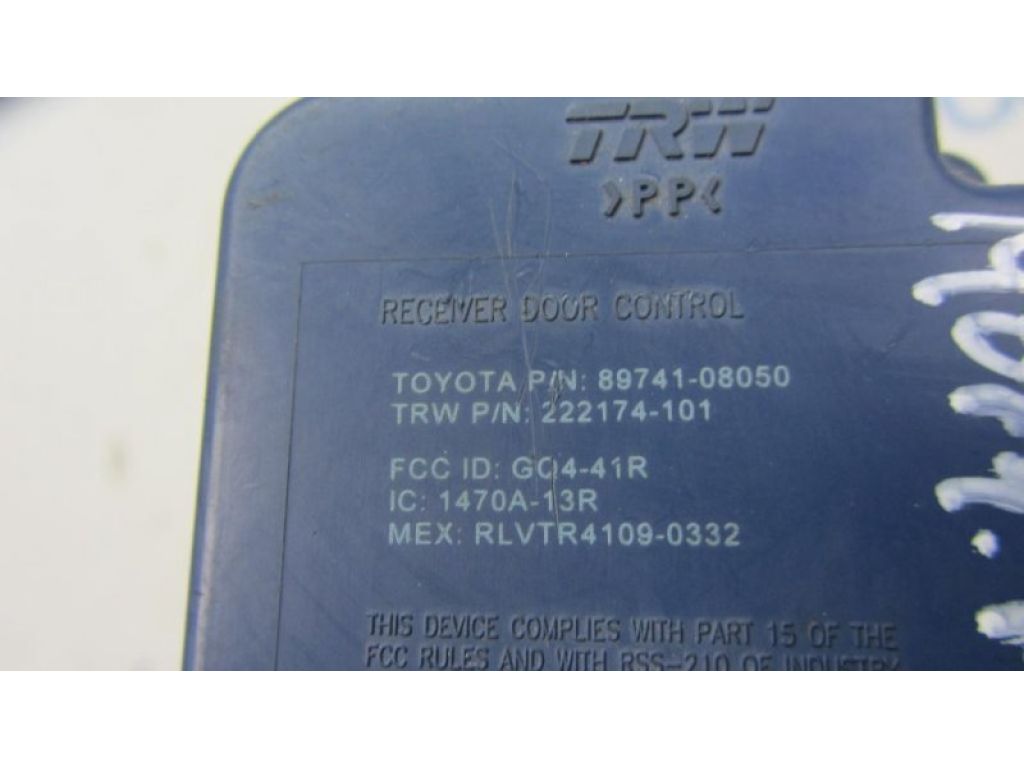 TRW
>PP<
RECEIVER DOOR CONTROL
TOYOTA P/N: 89741-08050
TRW P/N: 222174-101
FCC ID: GQ4-41R
IC: 1470A-13R
MEX: RLVTR4109-0332
THIS DEVICE COMPLIES WITH PART 15 OF THE
FCC RULES AND WITH RSS-210 OF INDUSTRY